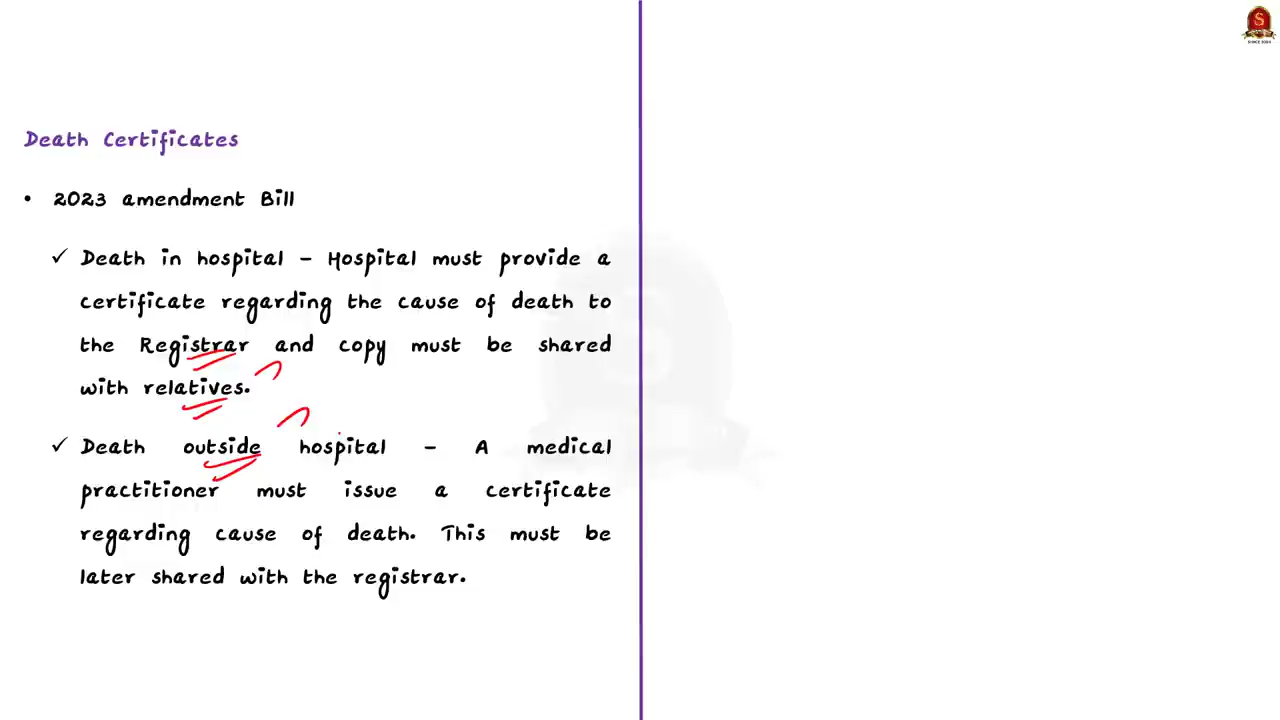 Death Certificates
• 2023 amendment Bill
✓ Death in hospital – Hospital must provide a
certificate regarding the cause of death to
the Registrar and copy must be shared
with relatives.
✓ Death outside hospital – A medical
practitioner must issue a certificate
regarding cause of death. This must be
later shared with the registrar.
S
SINCE 2004